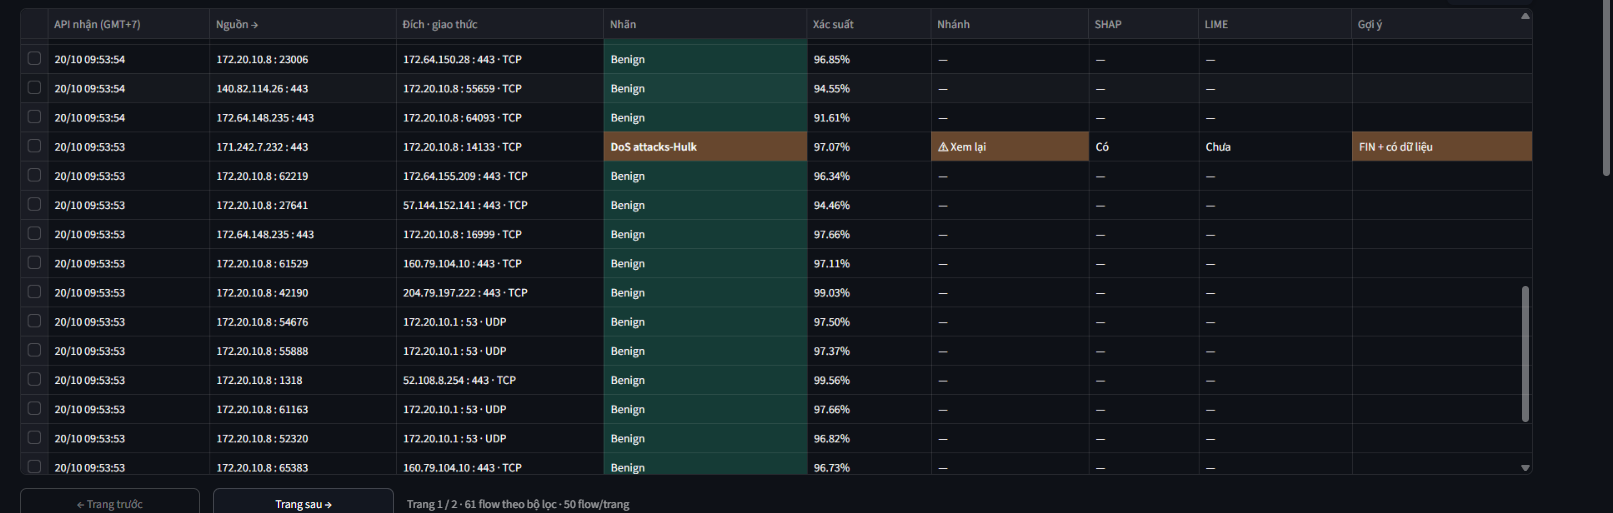 API nhận (GMT+7) Nguồn → Đích · giao thức Nhãn Xác suất Nhánh SHAP LIME Gợi ý
20/10 09:53:54 172.20.10.8 : 23006 172.64.150.28 : 443 · TCP Benign 96.85% — — —
20/10 09:53:54 140.82.114.26 : 443 172.20.10.8 : 55659 · TCP Benign 94.55% — — —
20/10 09:53:54 172.64.148.235 : 443 172.20.10.8 : 64093 · TCP Benign 91.61% — — —
20/10 09:53:53 171.242.7.232 : 443 172.20.10.8 : 14133 · TCP DoS attacks-Hulk 97.07% ⚠ Xem lại Có Chưa FIN + có dữ liệu
20/10 09:53:53 172.20.10.8 : 62219 172.64.155.209 : 443 · TCP Benign 96.34% — — —
20/10 09:53:53 172.20.10.8 : 27641 57.144.152.141 : 443 · TCP Benign 94.46% — — —
20/10 09:53:53 172.64.148.235 : 443 172.20.10.8 : 16999 · TCP Benign 97.66% — — —
20/10 09:53:53 172.20.10.8 : 61529 160.79.104.10 : 443 · TCP Benign 97.11% — — —
20/10 09:53:53 172.20.10.8 : 42190 204.79.197.222 : 443 · TCP Benign 99.03% — — —
20/10 09:53:53 172.20.10.8 : 54676 172.20.10.1 : 53 · UDP Benign 97.50% — — —
20/10 09:53:53 172.20.10.8 : 55888 172.20.10.1 : 53 · UDP Benign 97.37% — — —
20/10 09:53:53 172.20.10.8 : 1318 52.108.8.254 : 443 · TCP Benign 99.56% — — —
20/10 09:53:53 172.20.10.8 : 61163 172.20.10.1 : 53 · UDP Benign 97.66% — — —
20/10 09:53:53 172.20.10.8 : 52320 172.20.10.1 : 53 · UDP Benign 96.82% — — —
20/10 09:53:53 172.20.10.8 : 65383 160.79.104.10 : 443 · TCP Benign 96.73% — — —
← Trang trước Trang sau → Trang 1 / 2 · 61 flow theo bộ lọc · 50 flow/trang